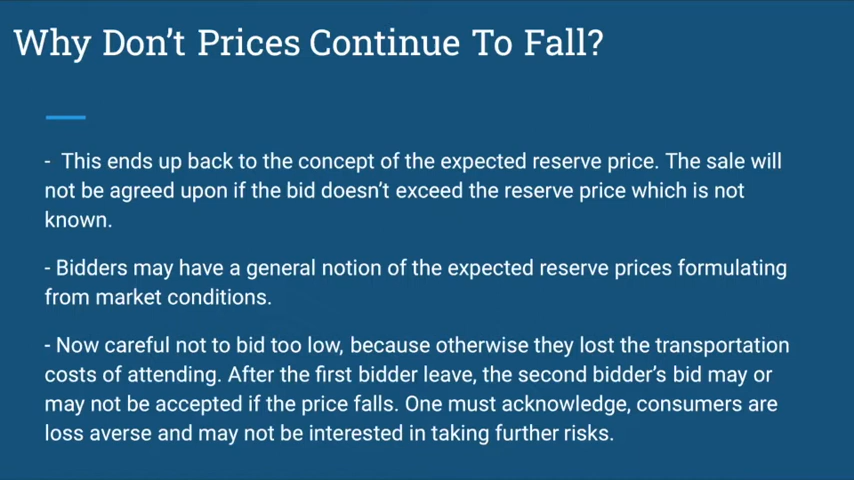 Why Don't Prices Continue To Fall?
- This ends up back to the concept of the expected reserve price. The sale will
not be agreed upon if the bid doesn't exceed the reserve price which is not
known.
- Bidders may have a general notion of the expected reserve prices formulating
from market conditions.
- Now careful not to bid too low, because otherwise they lost the transportation
costs of attending. After the first bidder leave, the second bidder's bid may or
may not be accepted if the price falls. One must acknowledge, consumers are
loss averse and may not be interested in taking further risks.